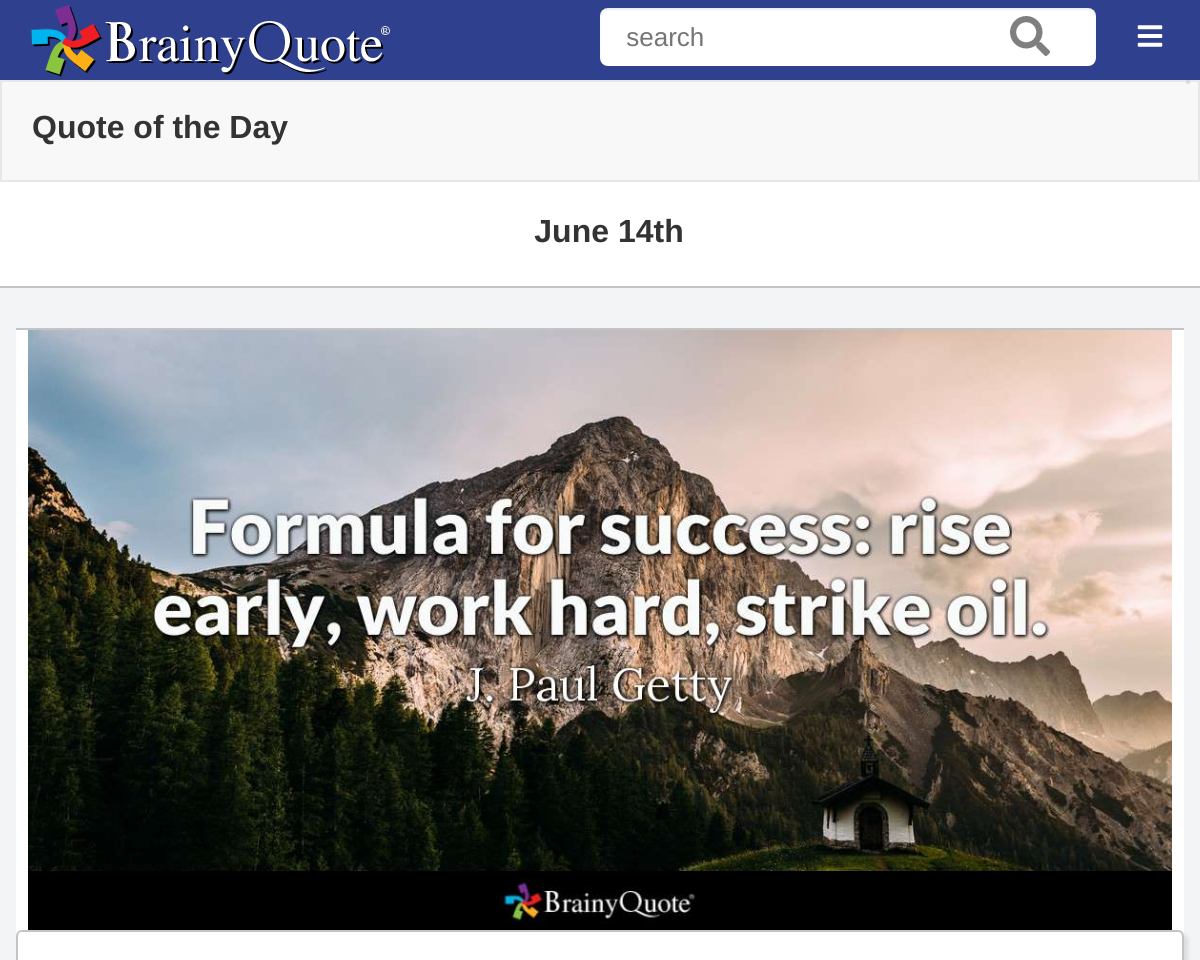 BrainyQuote®
search
Quote of the Day
June 14th
Formula for success: rise
early, work hard, strike oil.
J. Paul Getty
BrainyQuote®